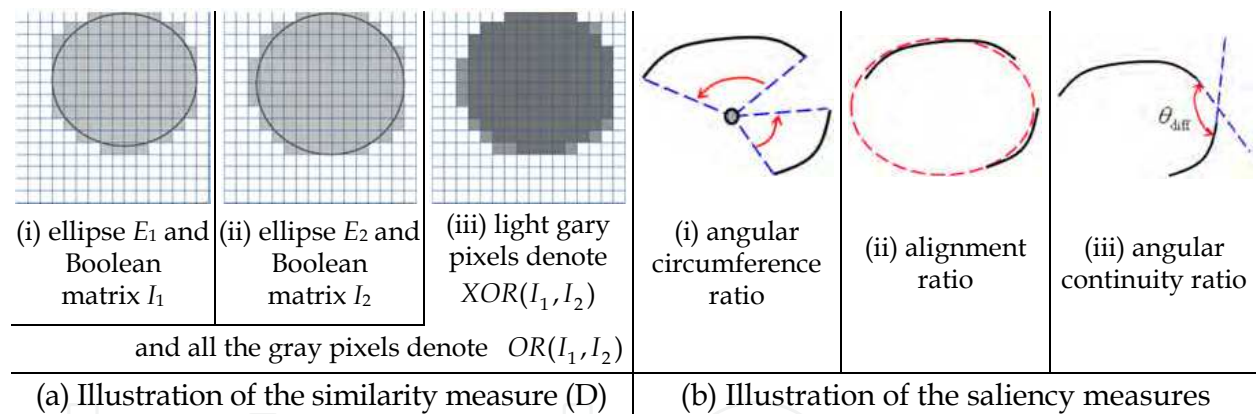 θdiff
(i) ellipse E1 and
Boolean
matrix I1
(ii) ellipse E2 and
Boolean
matrix I2
(iii) light gary
pixels denote
XOR(I1, I2)
and all the gray pixels denote OR(I1, I2)
(i) angular
circumference
ratio
(ii) alignment
ratio
(iii) angular
continuity ratio
(a) Illustration of the similarity measure (D)
(b) Illustration of the saliency measures